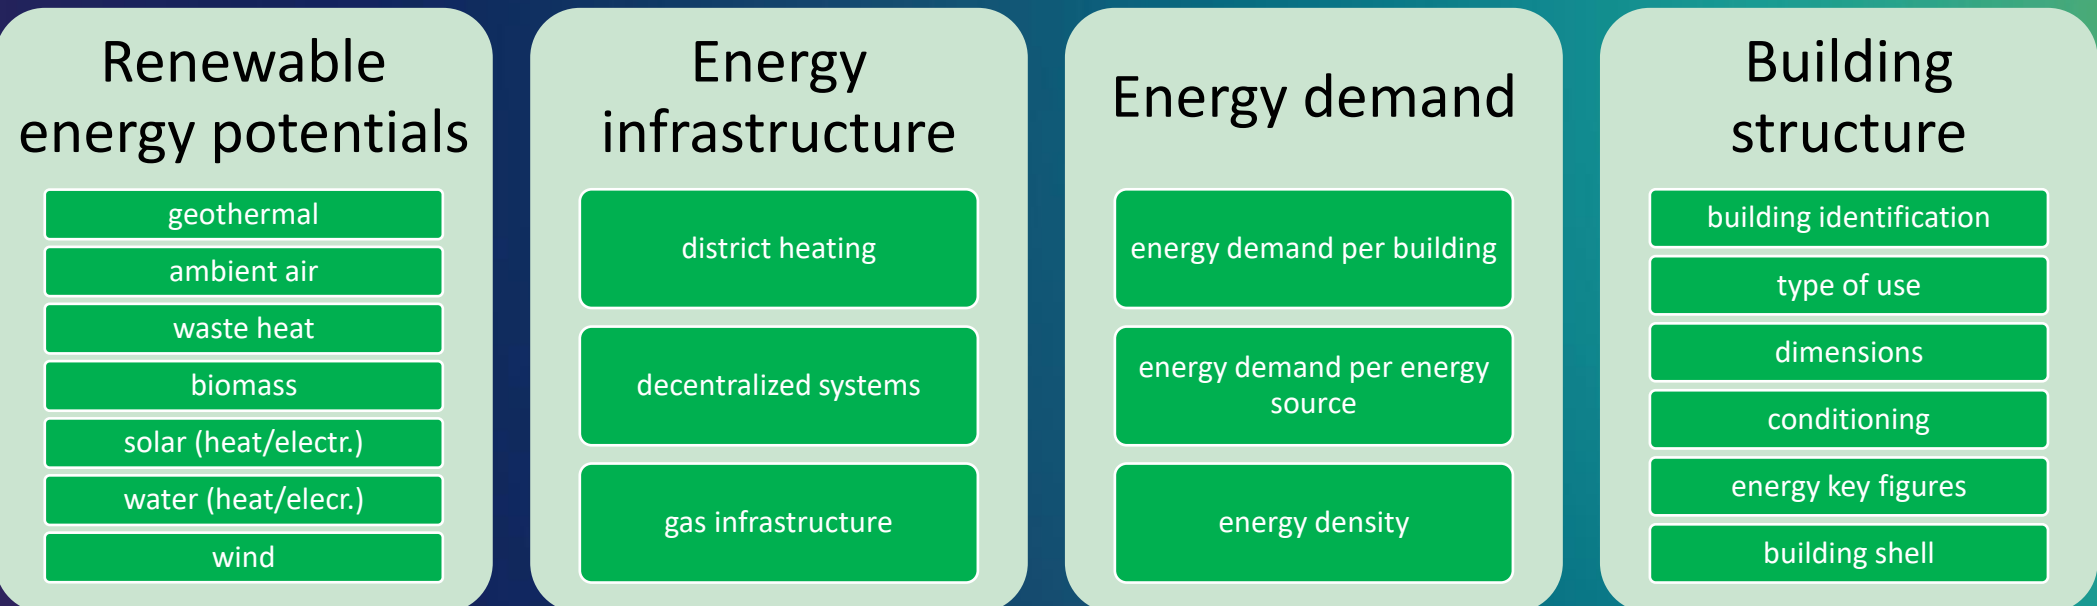 Renewable
energy potentials
geothermal
ambient air
waste heat
biomass
solar (heat/electr.)
water (heat/elecr.)
wind
Energy
infrastructure
district heating
decentralized systems
gas infrastructure
Energy demand
energy demand per building
energy demand per energy
source
energy density
Building
structure
building identification
type of use
dimensions
conditioning
energy key figures
building shell